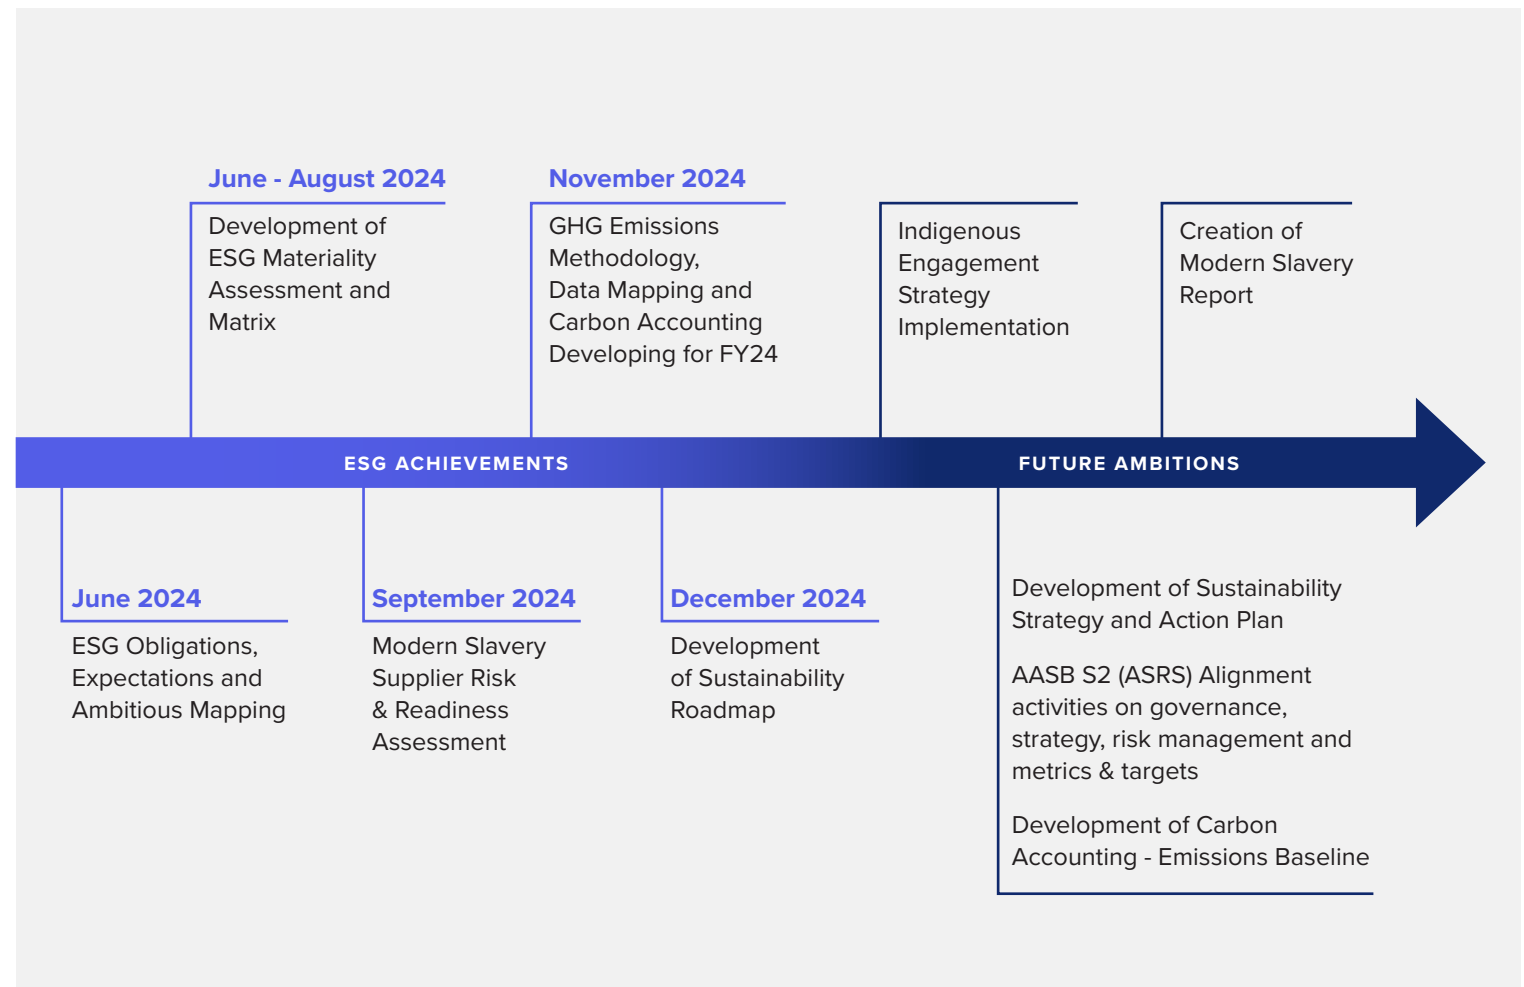 June - August 2024
Development of
ESG Materiality
Assessment and
Matrix
November 2024
GHG Emissions
Methodology,
Data Mapping and
Carbon Accounting
Developing for FY24
Indigenous
Engagement
Strategy
Implementation
Creation of
Modern Slavery
Report
ESG ACHIEVEMENTS
FUTURE AMBITIONS
June 2024
ESG Obligations,
Expectations and
Ambitious Mapping
September 2024
Modern Slavery
Supplier Risk
& Readiness
Assessment
December 2024
Development
of Sustainability
Roadmap
Development of Sustainability
Strategy and Action Plan
AASB S2 (ASRS) Alignment
activities on governance,
strategy, risk management and
metrics & targets
Development of Carbon
Accounting - Emissions Baseline